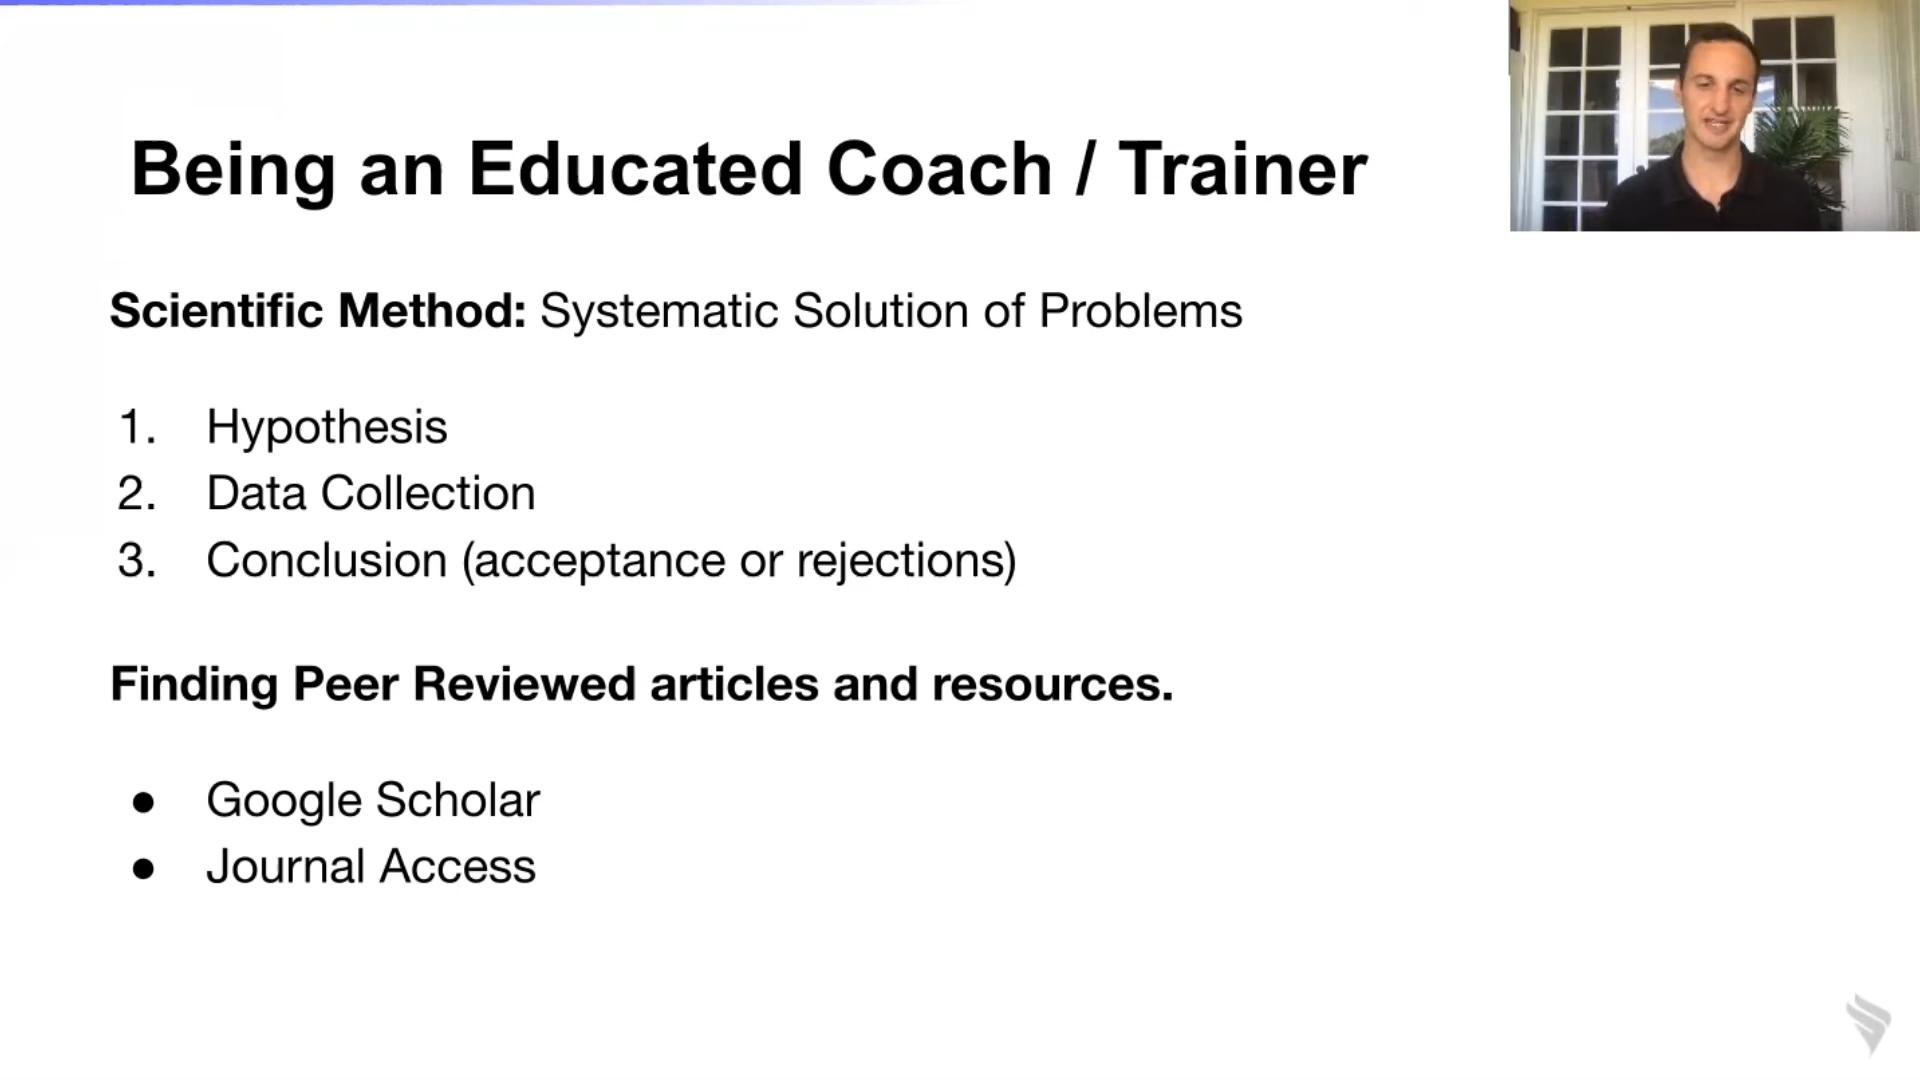 Being an Educated Coach / Trainer
Scientific Method: Systematic Solution of Problems
1. Hypothesis
2. Data Collection
3. Conclusion (acceptance or rejections)
Finding Peer Reviewed articles and resources.
● Google Scholar
● Journal Access